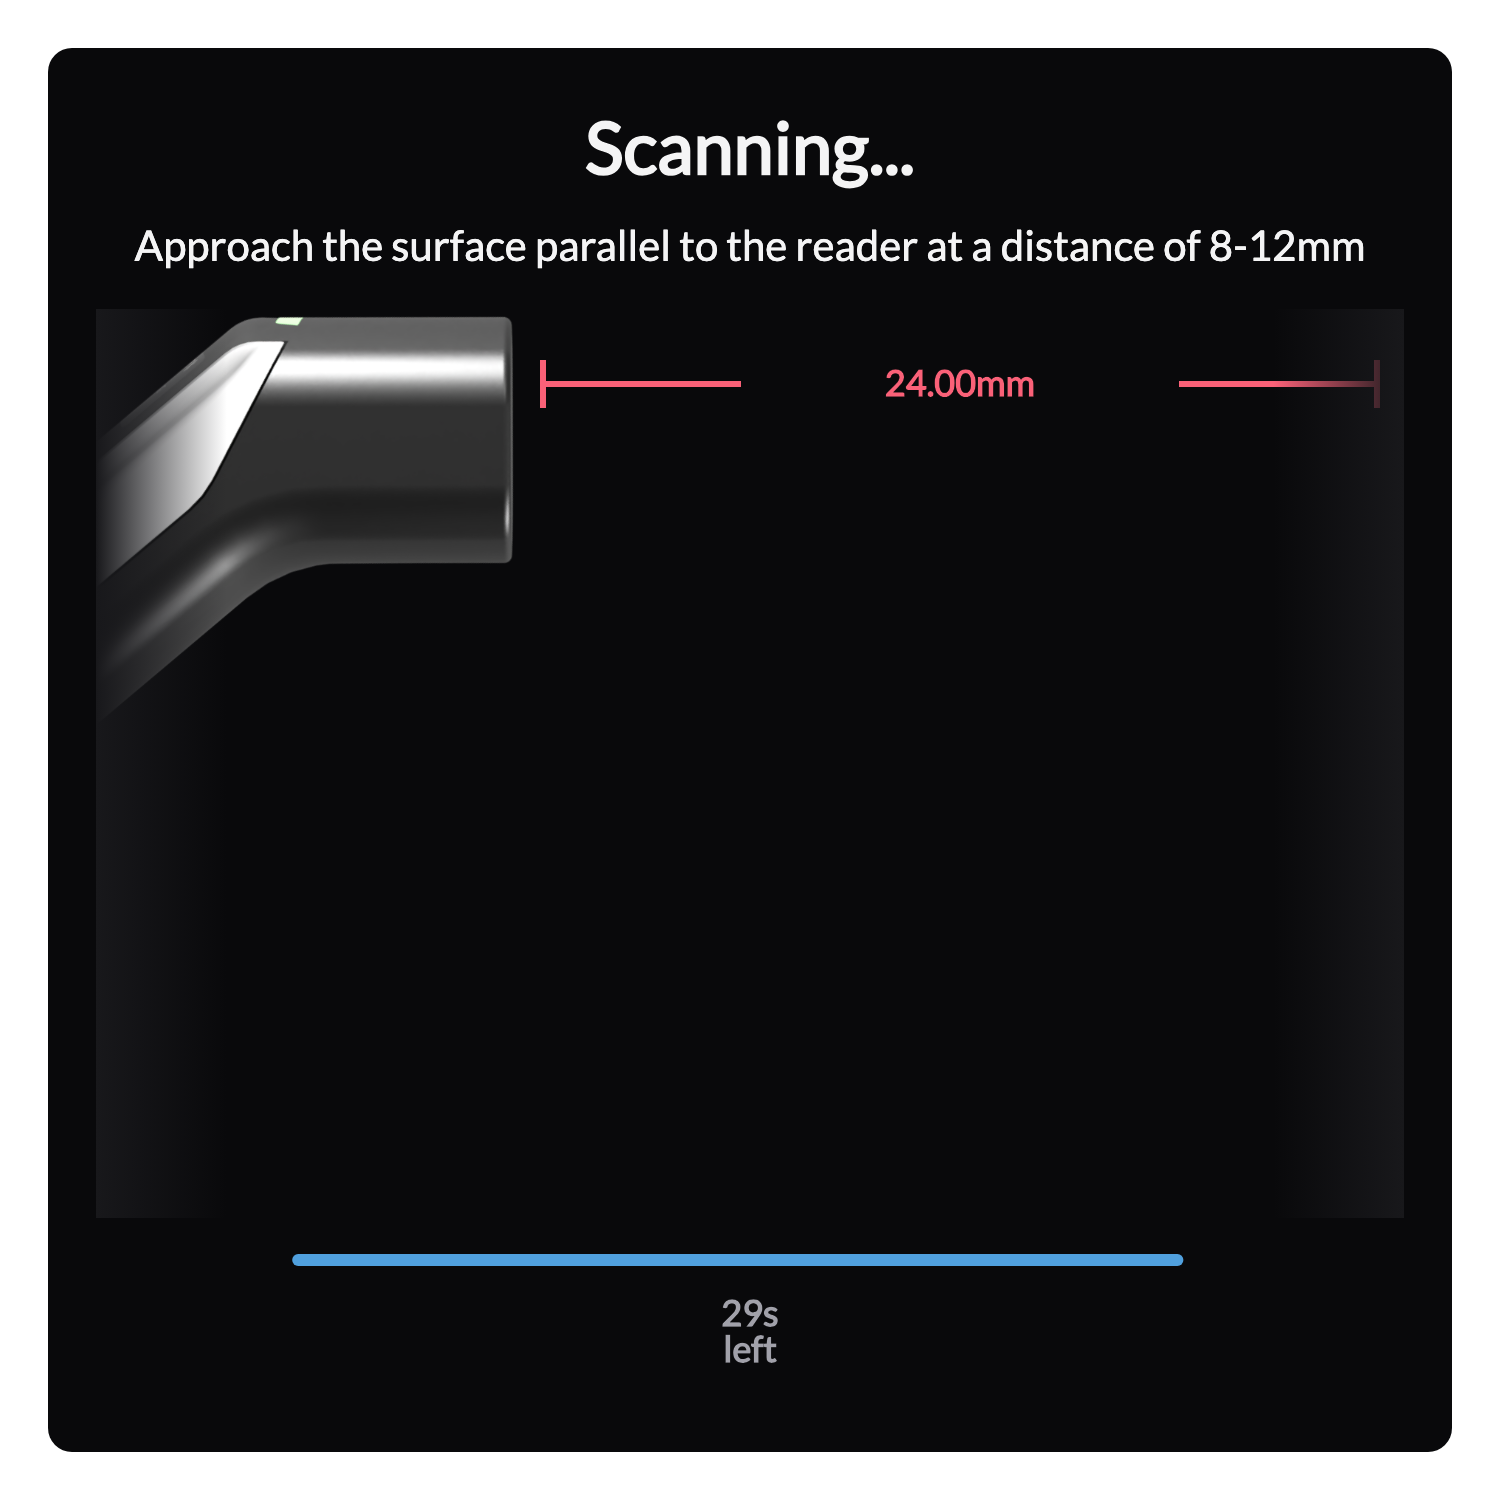 Scanning...
Approach the surface parallel to the reader at a distance of 8-12mm
24.00mm
29s
left